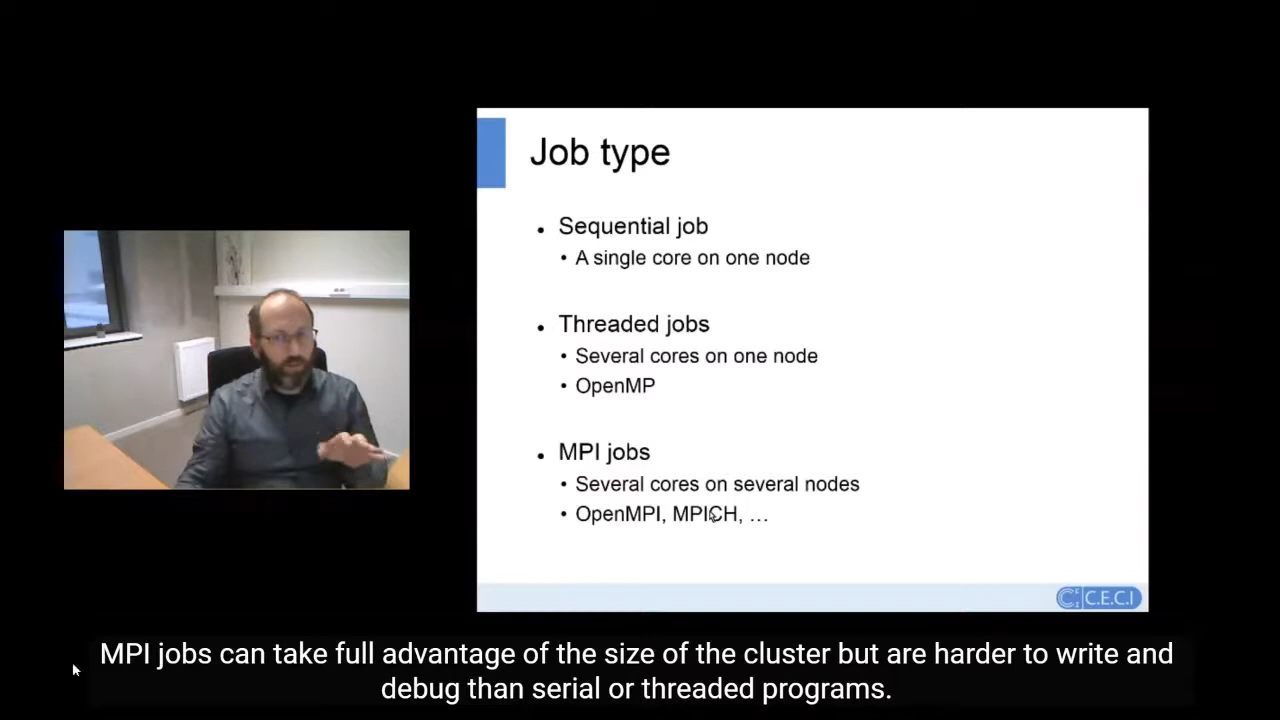 Job type
• Sequential job
• A single core on one node
• Threaded jobs
• Several cores on one node
• OpenMP
• MPI jobs
• Several cores on several nodes
• OpenMPI, MPICH, ...
C.E.C.I
MPI jobs can take full advantage of the size of the cluster but are harder to write and
debug than serial or threaded programs.